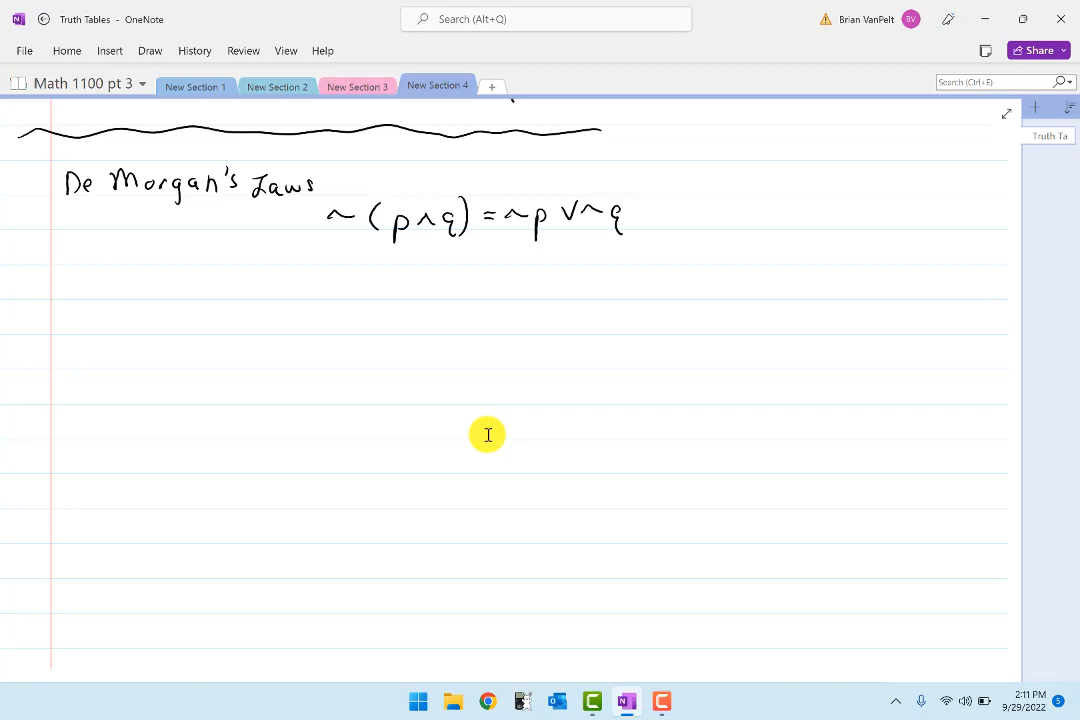 Truth Tables - OneNote
Search (Alt+Q)
Brian VanPelt
BV
File Home Insert Draw History Review View Help
Share
Math 1100 pt 3
New Section 1
New Section 2
New Section 3
New Section 4
+
Search (Ctrl+E)
Truth Ta
De Morgan's Laws
~ (p ∧ q) = ~p ∨ ~q
2:11 PM
9/29/2022
5